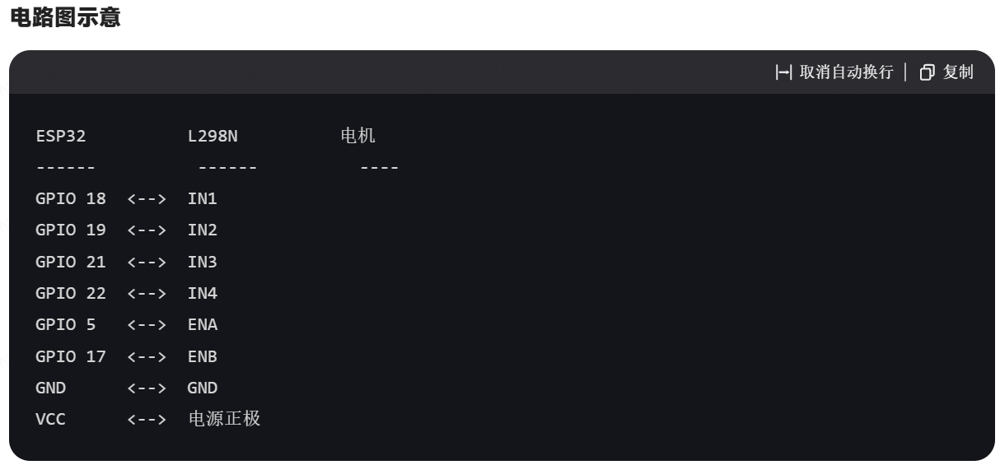 电路图示意
取消自动换行 | 复制
ESP32          L298N          电机
------          ------          ----
GPIO 18  <-->  IN1
GPIO 19  <-->  IN2
GPIO 21  <-->  IN3
GPIO 22  <-->  IN4
GPIO 5   <-->  ENA
GPIO 17  <-->  ENB
GND      <-->  GND
VCC      <-->  电源正极